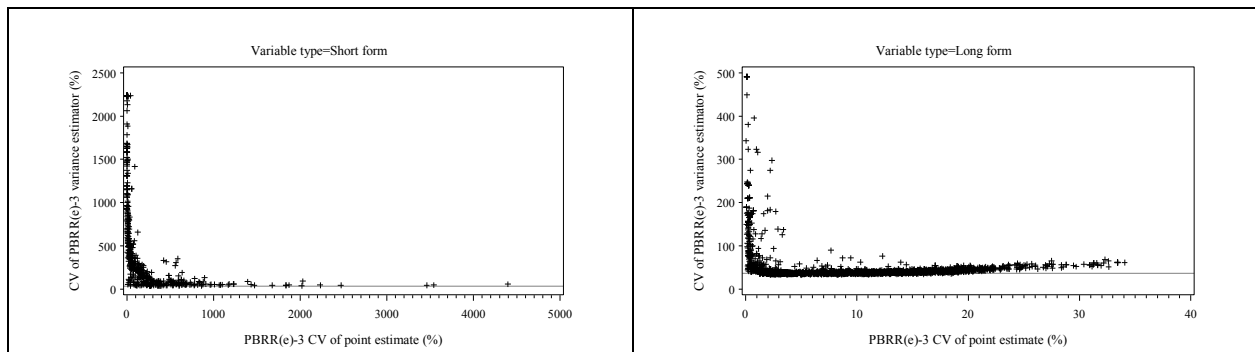 Variable type=Short form
CV of PBRR(e)-3 variance estimator (%)
2500
2000
1500
1000
500
0
0 1000 2000 3000 4000 5000
PBRR(e)-3 CV of point estimate (%)
Variable type=Long form
CV of PBRR(e)-3 variance estimator (%)
500
400
300
200
100
0
0 10 20 30 40
PBRR(e)-3 CV of point estimate (%)